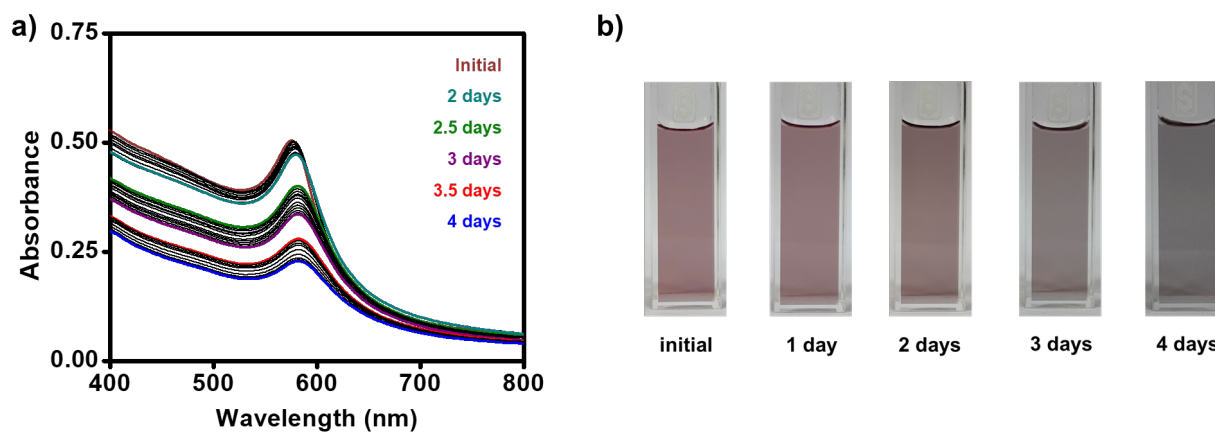 a)
0.75
0.50
0.25
0.00
Absorbance
400
500
600
700
800
Wavelength (nm)
Initial
2 days
2.5 days
3 days
3.5 days
4 days
b)
initial
1 day
2 days
3 days
4 days